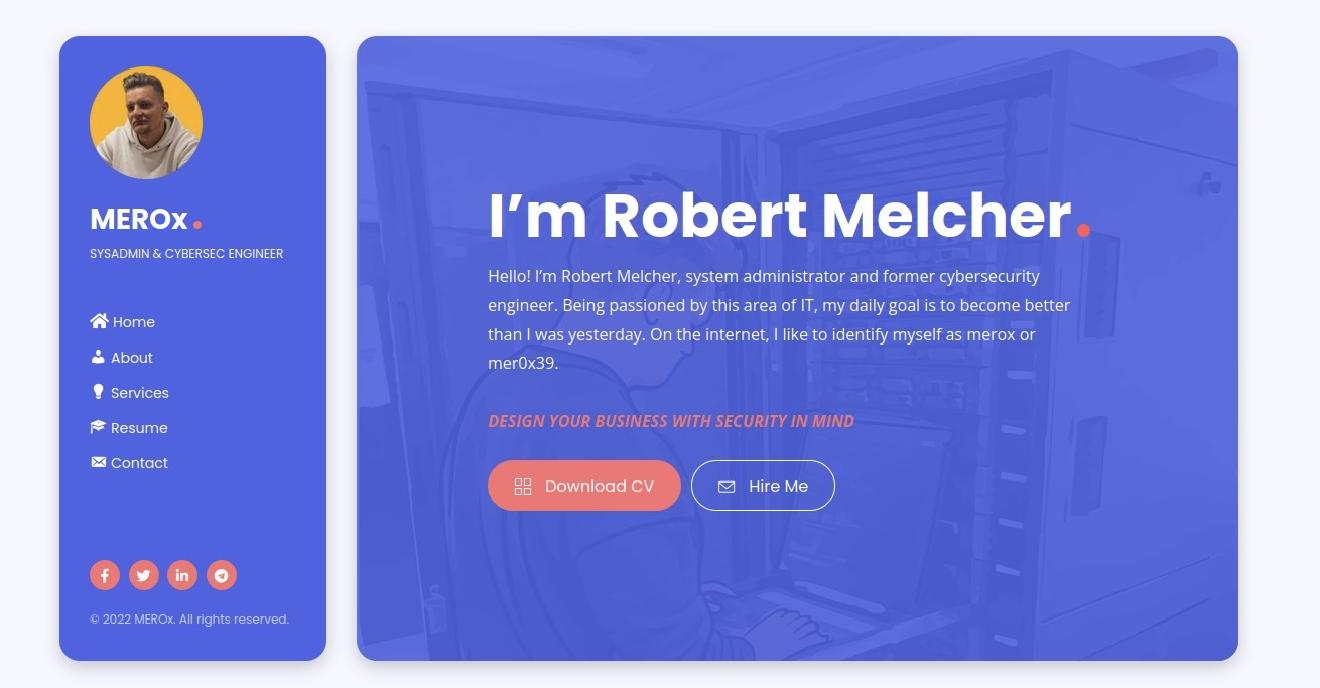 MEROx.
SYSADMIN & CYBERSEC ENGINEER
Home
About
Services
Resume
Contact
© 2022 MEROx. All rights reserved.
I’m Robert Melcher.
Hello! I’m Robert Melcher, system administrator and former cybersecurity
engineer. Being passioned by this area of IT, my daily goal is to become better
than I was yesterday. On the internet, I like to identify myself as merox or
mer0x39.
DESIGN YOUR BUSINESS WITH SECURITY IN MIND
Download CV
Hire Me